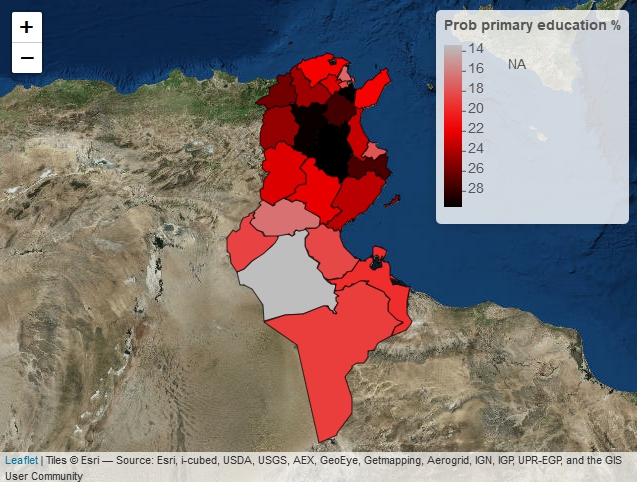 +
−
Prob primary education %
14
16
18
20
22
24
26
28
NA
Leaflet | Tiles © Esri — Source: Esri, i-cubed, USDA, USGS, AEX, GeoEye, Getmapping, Aerogrid, IGN, IGP, UPR-EGP, and the GIS
User Community